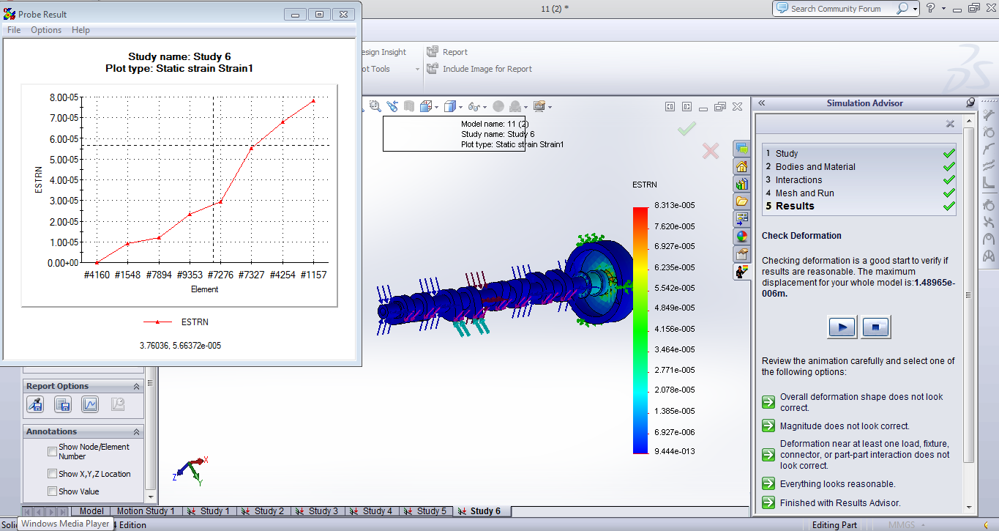 Probe Result
File Options Help
Study name: Study 6
Plot type: Static strain Strain1
8.00-05
7.00-05
6.00-05
5.00-05
4.00-05
3.00-05
2.00-05
1.00-05
0.00+00
ESTRN
#4160 #1548 #7894 #9353 #7276 #7327 #4254 #1157
Element
ESTRN
3.76036, 5.66372e-005
11 (2) *
Search Community Forum
esign Insight
ot Tools
Report
Include Image for Report
Model name: 11 (2)
Study name: Study 6
Plot type: Static strain Strain1
ESTRN
8.313e-005
7.620e-005
6.927e-005
6.235e-005
5.542e-005
4.849e-005
4.156e-005
3.464e-005
2.771e-005
2.078e-005
1.385e-005
6.927e-006
9.444e-013
X
Y
Z
Simulation Advisor
1 Study
2 Bodies and Material
3 Interactions
4 Mesh and Run
5 Results
Check Deformation
Checking deformation is a good start to verify if
results are reasonable. The maximum
displacement for your whole model is:1.48965e-
006m.
Review the animation carefully and select one of
the following options:
Overall deformation shape does not look
correct.
Magnitude does not look correct.
Deformation near at least one load, fixture,
connector, or part-part interaction does not
look correct.
Everything looks reasonable.
Finished with Results Advisor.
Report Options
Annotations
Show Node/Element
Number
Show X,Y,Z Location
Show Value
Model Motion Study 1 Study 1 Study 2 Study 3 Study 4 Study 5 Study 6
Soli
Windows Media Player
4 Edition
Editing Part
MMGS